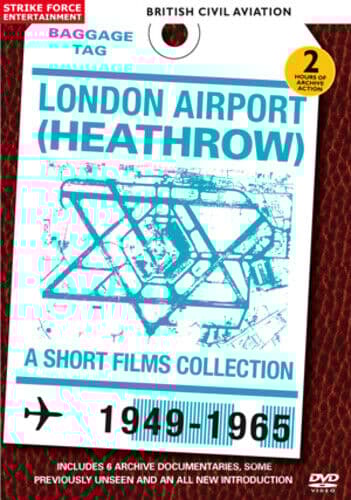 STRIKE FORCE
ENTERTAINMENT
BRITISH CIVIL AVIATION
BAGGAGE
TAG
2
HOURS OF
ARCHIVE
ACTION
LONDON AIRPORT
(HEATHROW)
A SHORT FILMS COLLECTION
1949-1965
INCLUDES 6 ARCHIVE DOCUMENTARIES, SOME
PREVIOUSLY UNSEEN AND AN ALL NEW INTRODUCTION
DVD
VIDEO